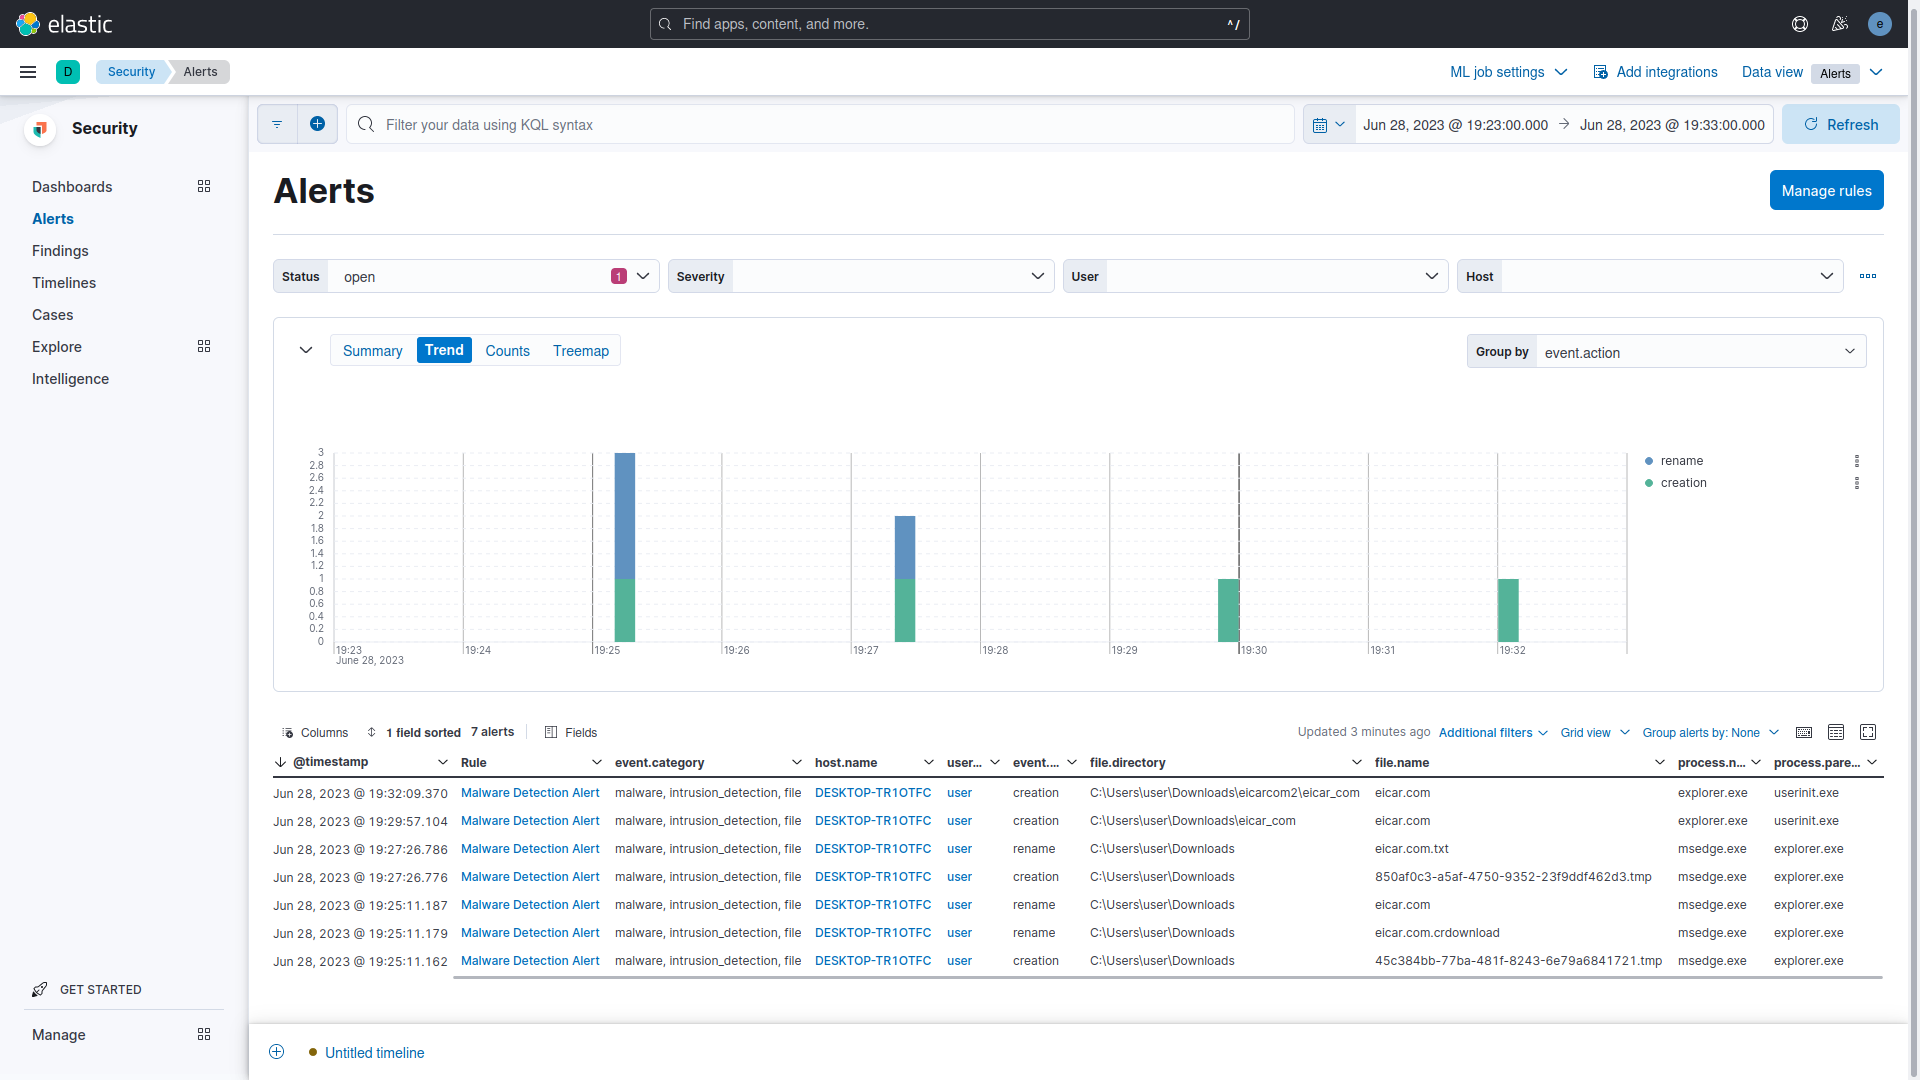 elastic
Find apps, content, and more. ^/
e
D Security Alerts ML job settings Add integrations Data view Alerts
Security
Filter your data using KQL syntax Jun 28, 2023 @ 19:23:00.000 → Jun 28, 2023 @ 19:33:00.000 Refresh
Dashboards
Alerts
Findings
Timelines
Cases
Explore
Intelligence
GET STARTED
Manage
Alerts Manage rules
Status open 1 Severity User Host
Summary Trend Counts Treemap Group by event.action
3
2.8
2.6
2.4
2.2
2
1.8
1.6
1.4
1.2
1
0.8
0.6
0.4
0.2
0
19:23 19:24 19:25 19:26 19:27 19:28 19:29 19:30 19:31 19:32
June 28, 2023
rename
creation
Columns 1 field sorted 7 alerts Fields Updated 3 minutes ago Additional filters Grid view Group alerts by: None
@timestamp Rule event.category host.name user... event.... file.directory file.name process.n... process.pare...
Jun 28, 2023 @ 19:32:09.370 Malware Detection Alert malware, intrusion_detection, file DESKTOP-TR1OTFC user creation C:\Users\user\Downloads\eicarcom2\eicar_com eicar.com explorer.exe userinit.exe
Jun 28, 2023 @ 19:29:57.104 Malware Detection Alert malware, intrusion_detection, file DESKTOP-TR1OTFC user creation C:\Users\user\Downloads\eicar_com eicar.com explorer.exe userinit.exe
Jun 28, 2023 @ 19:27:26.786 Malware Detection Alert malware, intrusion_detection, file DESKTOP-TR1OTFC user rename C:\Users\user\Downloads eicar.com.txt msedge.exe explorer.exe
Jun 28, 2023 @ 19:27:26.776 Malware Detection Alert malware, intrusion_detection, file DESKTOP-TR1OTFC user creation C:\Users\user\Downloads 850af0c3-a5af-4750-9352-23f9ddf462d3.tmp msedge.exe explorer.exe
Jun 28, 2023 @ 19:25:11.187 Malware Detection Alert malware, intrusion_detection, file DESKTOP-TR1OTFC user rename C:\Users\user\Downloads eicar.com msedge.exe explorer.exe
Jun 28, 2023 @ 19:25:11.179 Malware Detection Alert malware, intrusion_detection, file DESKTOP-TR1OTFC user rename C:\Users\user\Downloads eicar.com.crdownload msedge.exe explorer.exe
Jun 28, 2023 @ 19:25:11.162 Malware Detection Alert malware, intrusion_detection, file DESKTOP-TR1OTFC user creation C:\Users\user\Downloads 45c384bb-77ba-481f-8243-6e79a6841721.tmp msedge.exe explorer.exe
Untitled timeline